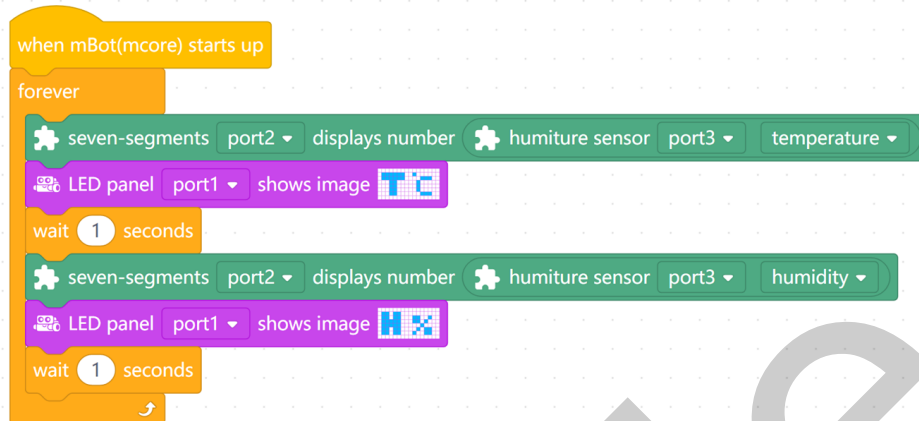 when mBot(mcore) starts up
forever
seven-segments port2 displays number humiture sensor port3 temperature
LED panel port1 shows image T °C
wait 1 seconds
seven-segments port2 displays number humiture sensor port3 humidity
LED panel port1 shows image H %
wait 1 seconds